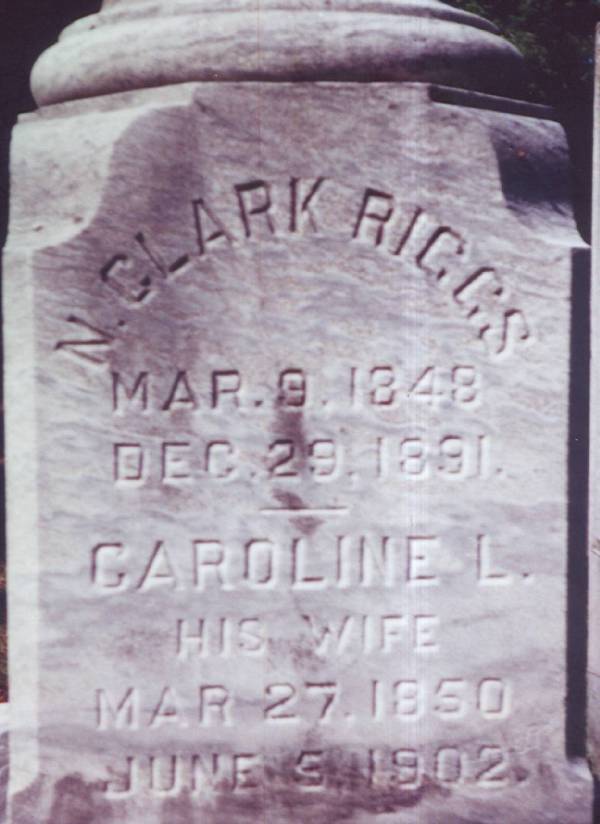 N. CLARK RIGGS
MAR. 9, 1848
DEC. 29, 1891.
CAROLINE L.
HIS WIFE
MAR 27, 1850
JUNE 5 1902.